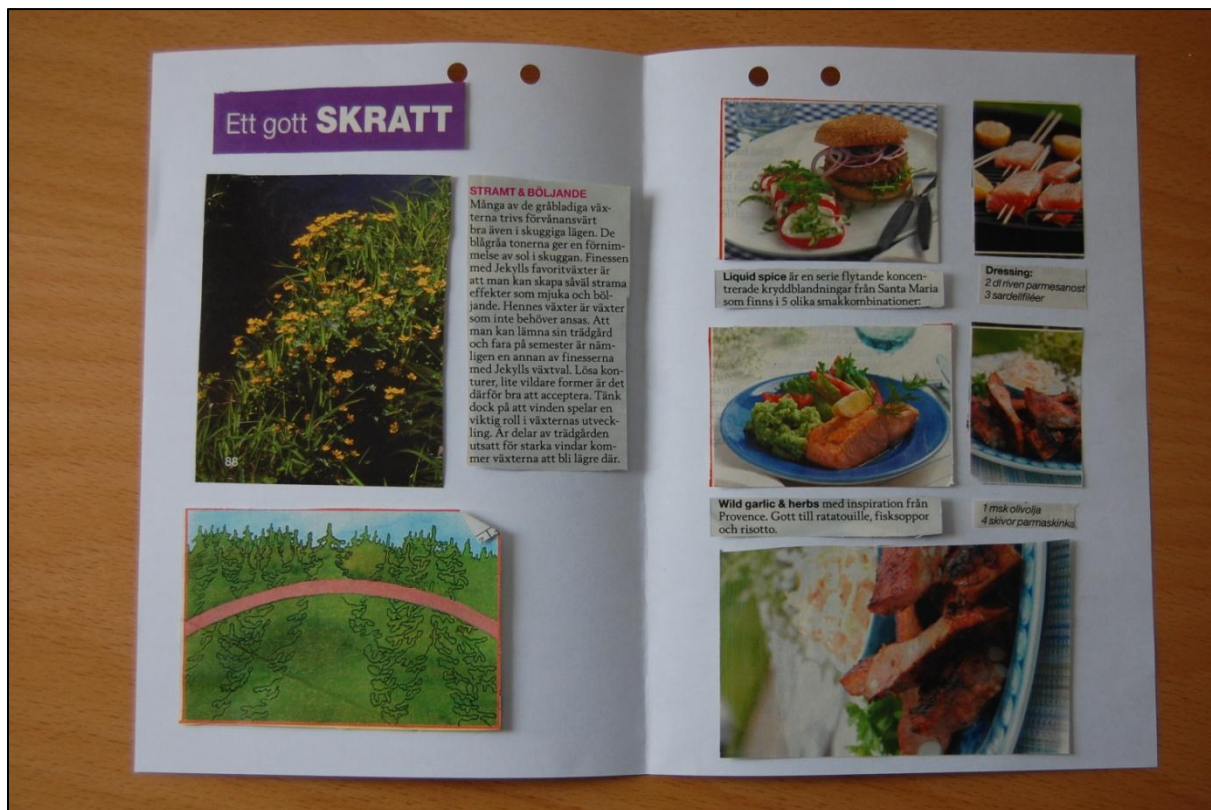 Ett gott SKRATT
STRAMT & BÖLJANDE
Många av de gråbladiga väx-
terna trivs förvånansvärt
bra även i skuggiga lägen. De
blågråa tonerna ger en förnim-
melse av sol i skuggan. Finessen
med Jekylls favoritväxter är
att man kan skapa såväl strama
effekter som mjuka och böl-
jande. Hennes växter är växter
som inte behöver ansas. Att
man kan lämna sin trädgård
och fara på semester är näm-
ligen en annan av finesserna
med Jekylls växtval. Lösa kon-
turer, lite vildare former är det
därför bra att acceptera. Tänk
dock på att vinden spelar en
viktig roll i växternas utveck-
ling. Är delar av trädgården
utsatt för starka vindar kom-
mer växterna att bli lägre där.
88
Liquid spice är en serie flytande koncen-
trerade kryddblandningar från Santa Maria
som finns i 5 olika smakkombinationer:
Dressing:
2 dl riven parmesanost
3 sardellfiléer
Wild garlic & herbs med inspiration från
Provence. Gott till ratatouille, fisksoppor
och risotto.
1 msk olivolja
4 skivor parmaskinka